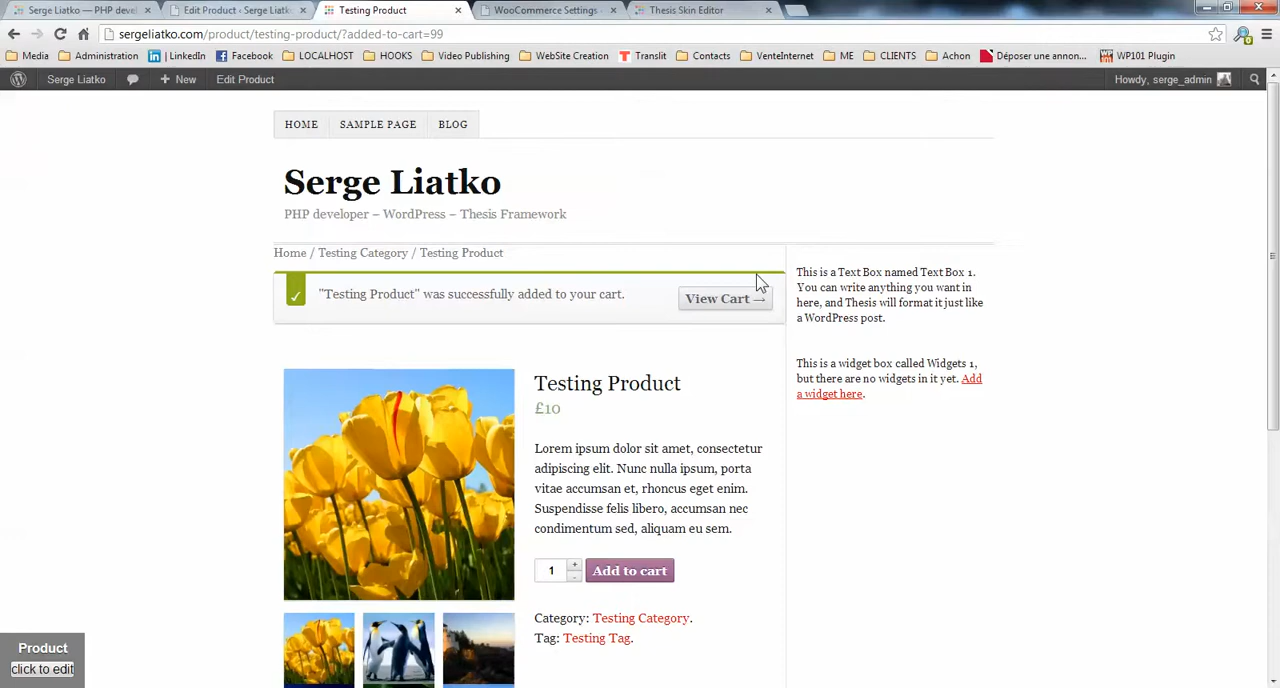 Serge Liatko — PHP devel
Edit Product ‹ Serge Liatk
Testing Product
WooCommerce Settings ‹
Thesis Skin Editor
sergeliatko.com/product/testing-product/?added-to-cart=99
Media
Administration
LinkedIn
Facebook
LOCALHOST
HOOKS
Video Publishing
WebSite Creation
Translit
Contacts
VenteInternet
ME
CLIENTS
Achon
Déposer une annon...
WP101 Plugin
Serge Liatko
+ New
Edit Product
Howdy, serge_admin
HOME
SAMPLE PAGE
BLOG
Serge Liatko
PHP developer – WordPress – Thesis Framework
Home / Testing Category / Testing Product
"Testing Product" was successfully added to your cart.
View Cart →
This is a Text Box named Text Box 1.
You can write anything you want in
here, and Thesis will format it just like
a WordPress post.
This is a widget box called Widgets 1,
but there are no widgets in it yet. Add
a widget here.
Testing Product
£10
Lorem ipsum dolor sit amet, consectetur
adipiscing elit. Nunc nulla ipsum, porta
vitae accumsan et, rhoncus eget enim.
Suspendisse felis libero, accumsan nec
condimentum sed, aliquam eu sem.
1
+
-
Add to cart
Category: Testing Category.
Tag: Testing Tag.
Product
click to edit